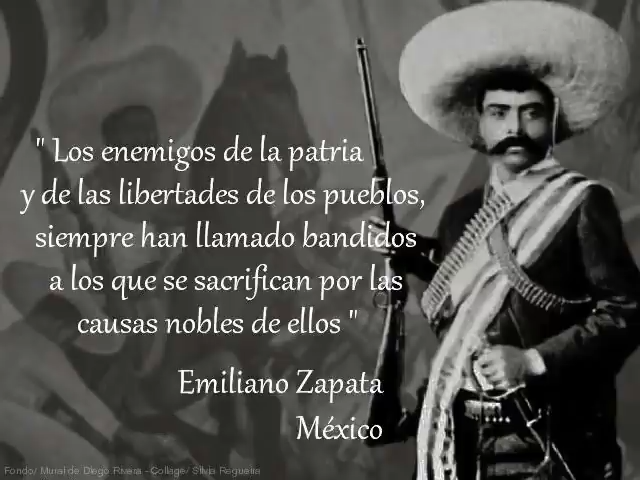 " Los enemigos de la patria
y de las libertades de los pueblos,
siempre han llamado bandidos
a los que se sacrifican por las
causas nobles de ellos "
Emiliano Zapata
México
Fondo/ Mural de Diego Rivera - Collage/ Silvia Regueira